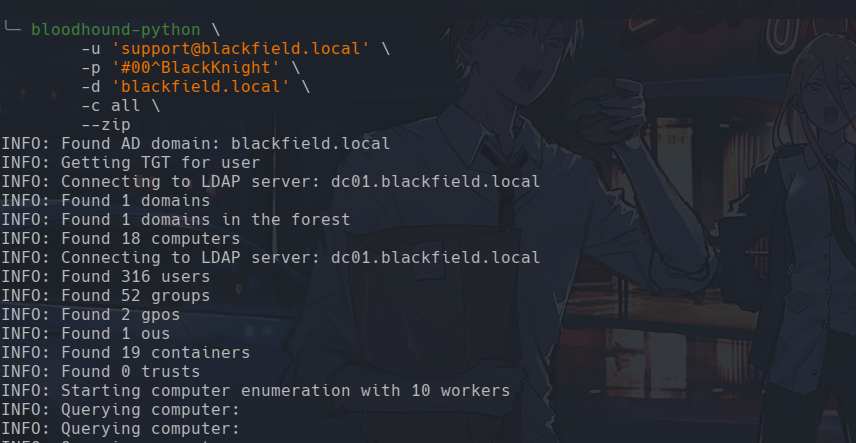 ╰─ bloodhound-python \
-u 'support@blackfield.local' \
-p '#00^BlackKnight' \
-d 'blackfield.local' \
-c all \
--zip
INFO: Found AD domain: blackfield.local
INFO: Getting TGT for user
INFO: Connecting to LDAP server: dc01.blackfield.local
INFO: Found 1 domains
INFO: Found 1 domains in the forest
INFO: Found 18 computers
INFO: Connecting to LDAP server: dc01.blackfield.local
INFO: Found 316 users
INFO: Found 52 groups
INFO: Found 2 gpos
INFO: Found 1 ous
INFO: Found 19 containers
INFO: Found 0 trusts
INFO: Starting computer enumeration with 10 workers
INFO: Querying computer:
INFO: Querying computer: